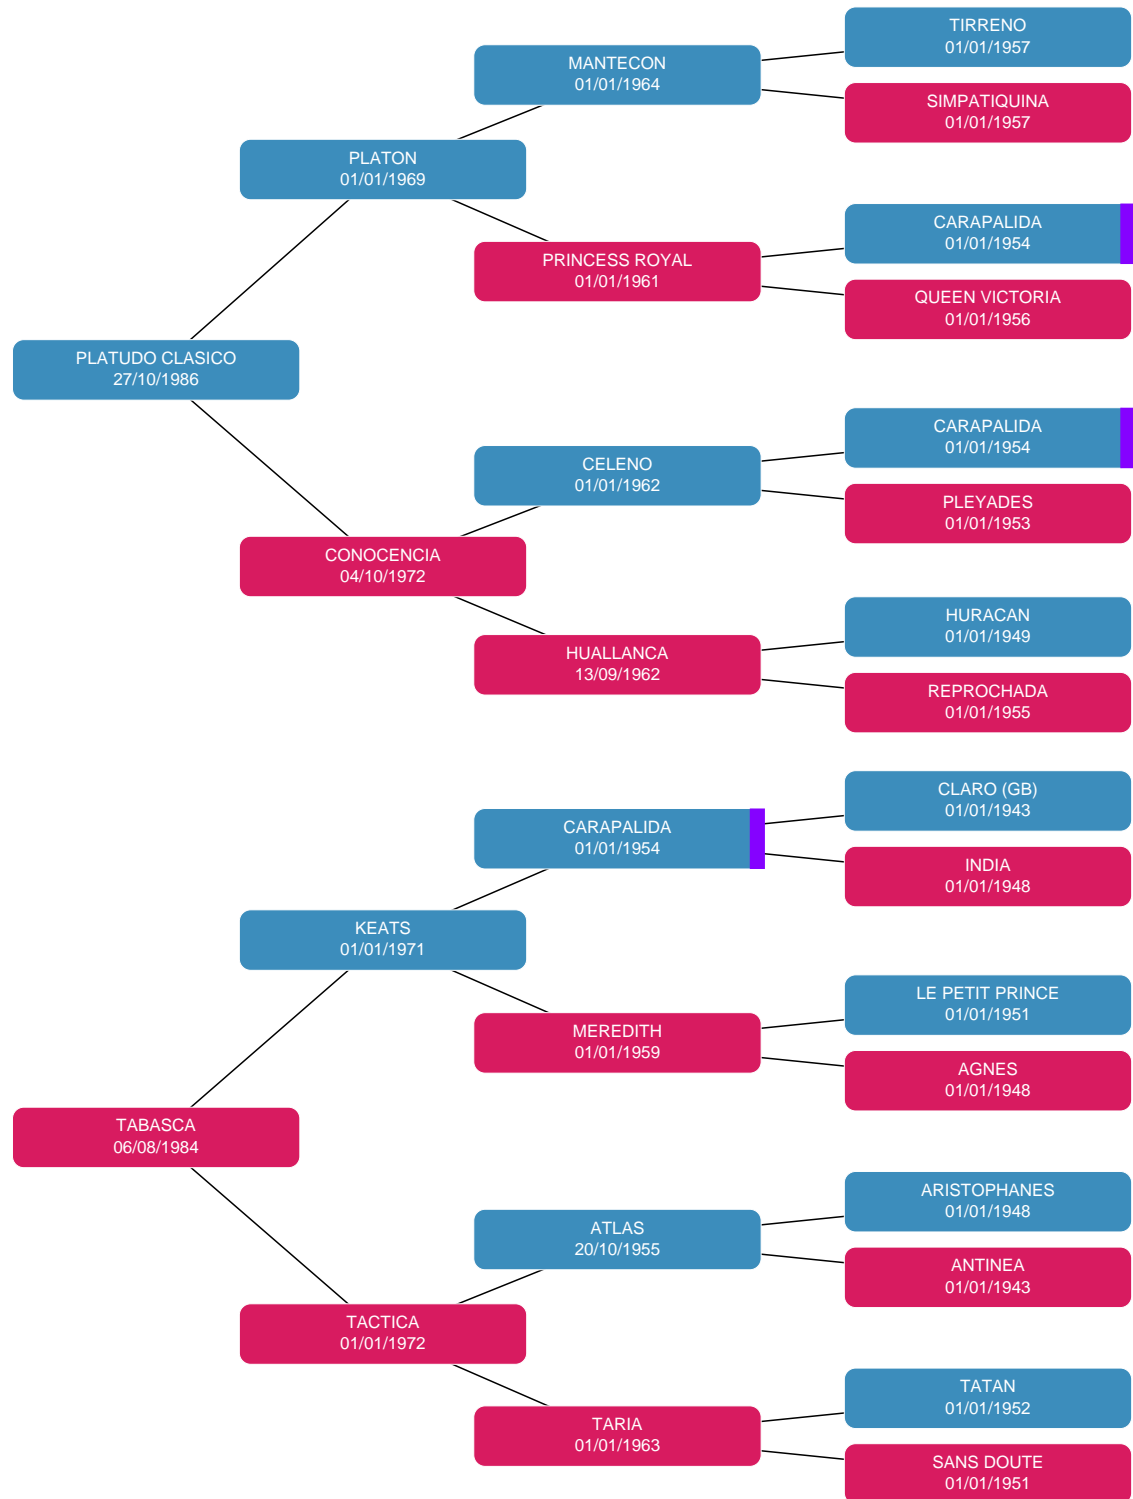 TIRRENO
01/01/1957
MANTECON
01/01/1964
SIMPATIQUINA
01/01/1957
PLATON
01/01/1969
CARAPALIDA
01/01/1954
PRINCESS ROYAL
01/01/1961
QUEEN VICTORIA
01/01/1956
PLATUDO CLASICO
27/10/1986
CARAPALIDA
01/01/1954
CELENO
01/01/1962
PLEYADES
01/01/1953
CONOCENCIA
04/10/1972
HURACAN
01/01/1949
HUALLANCA
13/09/1962
REPROCHADA
01/01/1955
CLARO (GB)
01/01/1943
CARAPALIDA
01/01/1954
INDIA
01/01/1948
KEATS
01/01/1971
LE PETIT PRINCE
01/01/1951
MEREDITH
01/01/1959
AGNES
01/01/1948
TABASCA
06/08/1984
ARISTOPHANES
01/01/1948
ATLAS
20/10/1955
ANTINEA
01/01/1943
TACTICA
01/01/1972
TATAN
01/01/1952
TARIA
01/01/1963
SANS DOUTE
01/01/1951